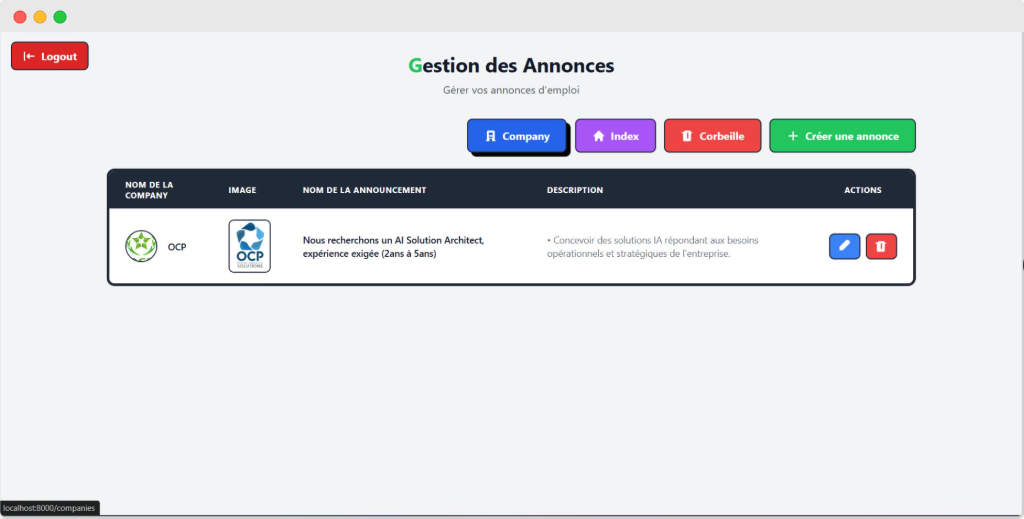 Logout
Gestion des Annonces
Gérer vos annonces d'emploi
Company
Index
Corbeille
Créer une annonce
NOM DE LA
COMPANY
IMAGE
NOM DE LA ANNOUNCEMENT
DESCRIPTION
ACTIONS
OCP
OCP
SOLUTIONS
Nous recherchons un AI Solution Architect,
expérience exigée (2ans à 5ans)
• Concevoir des solutions IA répondant aux besoins
opérationnels et stratégiques de l'entreprise.
localhost:8000/companies